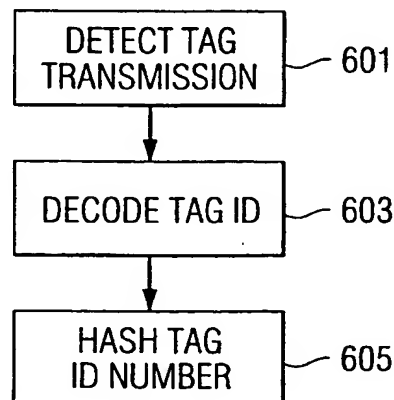 DETECT TAG
TRANSMISSION
601
DECODE TAG ID
603
HASH TAG
ID NUMBER
605